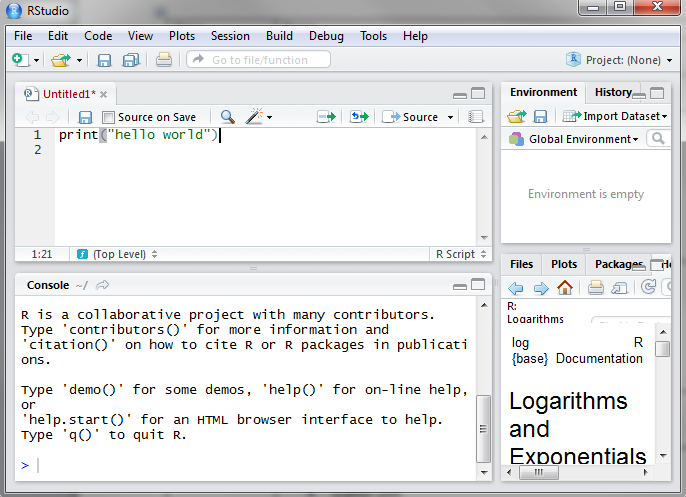 RStudio
File Edit Code View Plots Session Build Debug Tools Help
Go to file/function
Project: (None)
Untitled1*
Source on Save
Source
1 print("hello world")
2
1:21 (Top Level) R Script
Console ~/
R is a collaborative project with many contributors.
Type 'contributors()' for more information and
'citation()' on how to cite R or R packages in publicati
ons.
Type 'demo()' for some demos, 'help()' for on-line help,
or
'help.start()' for an HTML browser interface to help.
Type 'q()' to quit R.
>
Environment History
Import Dataset
Global Environment
Environment is empty
Files Plots Packages
R:
Logarithms
log R
{base} Documentation
Logarithms
and
Exponentials